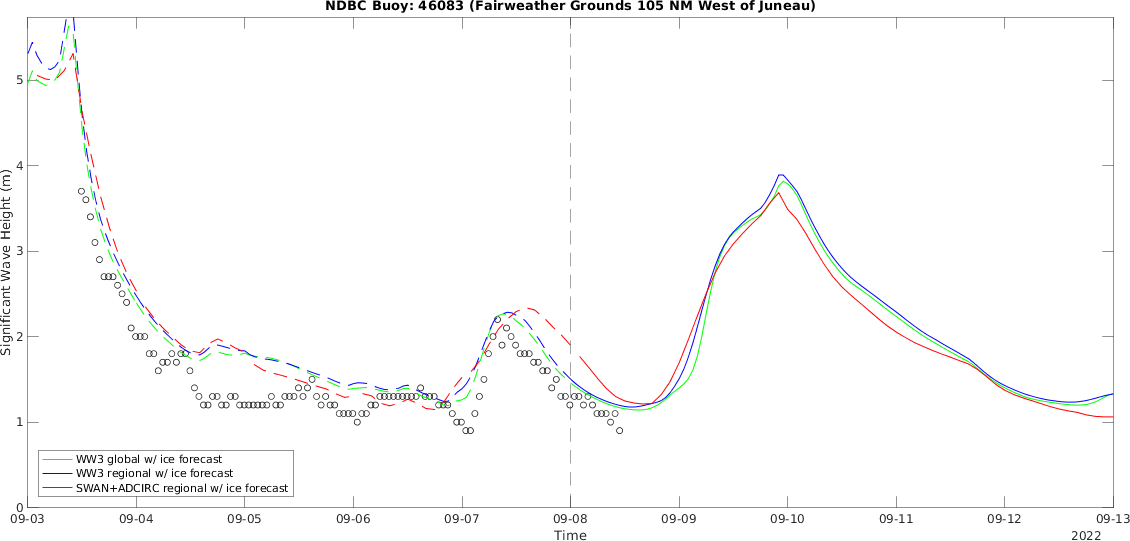 NDBC Buoy: 46083 (Fairweather Grounds 105 NM West of Juneau)
Significant Wave Height (m)
5
4
3
2
1
0
WW3 global w/ ice forecast
WW3 regional w/ ice forecast
SWAN+ADCIRC regional w/ ice forecast
09-03 09-04 09-05 09-06 09-07 09-08 09-09 09-10 09-11 09-12 09-13
Time
2022